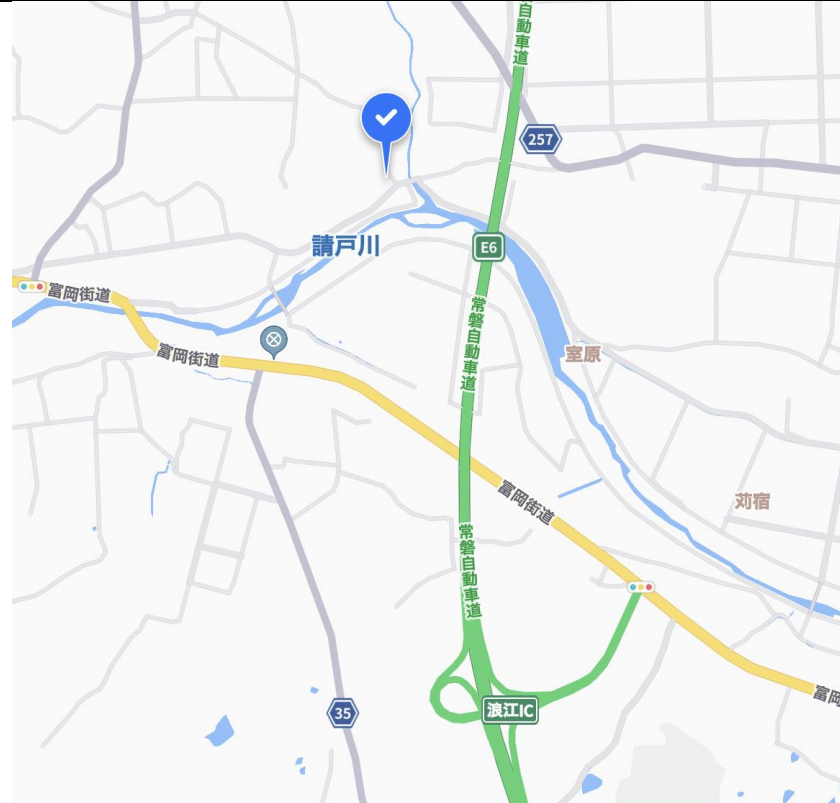 自動車道
257
請戸川
E6
富岡街道
常磐自動車道
富岡街道
室原
富岡街道
苅宿
常磐自動車道
35
浪江IC
富岡